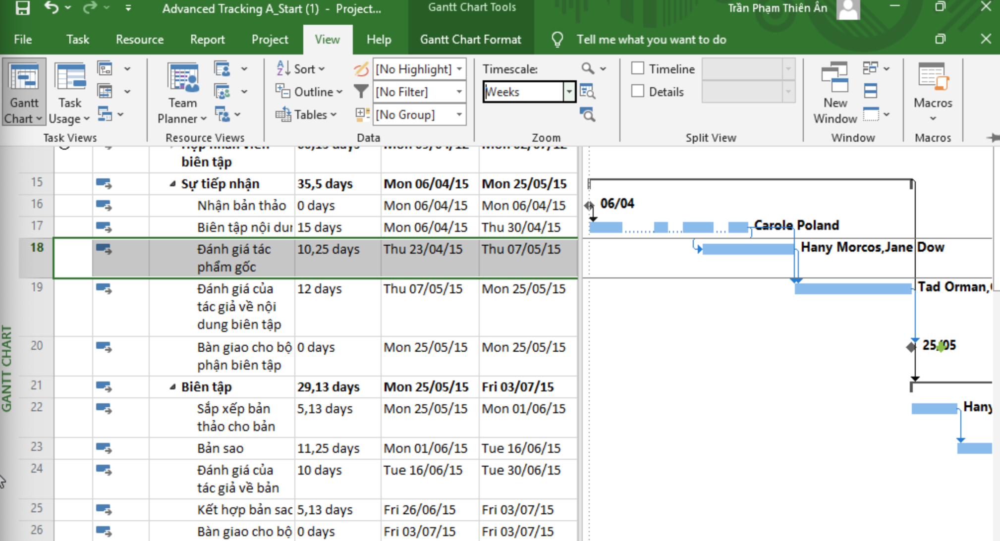 Advanced Tracking A_Start (1) - Project...
Gantt Chart Tools
Trần Phạm Thiên Ân
File Task Resource Report Project View Help Gantt Chart Format Tell me what you want to do
Gantt Chart
Task Usage
Task Views
Team Planner
Resource Views
Sort
Outline
Tables
[No Highlight]
[No Filter]
[No Group]
Data
Timescale:
Weeks
Zoom
Timeline
Details
Split View
New Window
Window
Macros
Macros
biên tập
15 Sự tiếp nhận 35,5 days Mon 06/04/15 Mon 25/05/15
16 Nhận bản thảo 0 days Mon 06/04/15 Mon 06/04/15 06/04
17 Biên tập nội dur 15 days Mon 06/04/15 Thu 30/04/15 Carole Poland
18 Đánh giá tác 10,25 days Thu 23/04/15 Thu 07/05/15 Hany Morcos,Jane Dow
phẩm gốc
19 Đánh giá của 12 days Thu 07/05/15 Mon 25/05/15 Tad Orman,
tác giả về nội
dung biên tập
20 Bàn giao cho bộ 0 days Mon 25/05/15 Mon 25/05/15 25/05
phận biên tập
21 Biên tập 29,13 days Mon 25/05/15 Fri 03/07/15
22 Sắp xếp bản 5,13 days Mon 25/05/15 Mon 01/06/15 Hany
thảo cho bản
23 Bản sao 11,25 days Mon 01/06/15 Tue 16/06/15
24 Đánh giá của 10 days Tue 16/06/15 Tue 30/06/15
tác giả về bản
25 Kết hợp bản sac 5,13 days Fri 26/06/15 Fri 03/07/15
26 Bàn giao cho bộ 0 days Fri 03/07/15 Fri 03/07/15
GANTT CHART